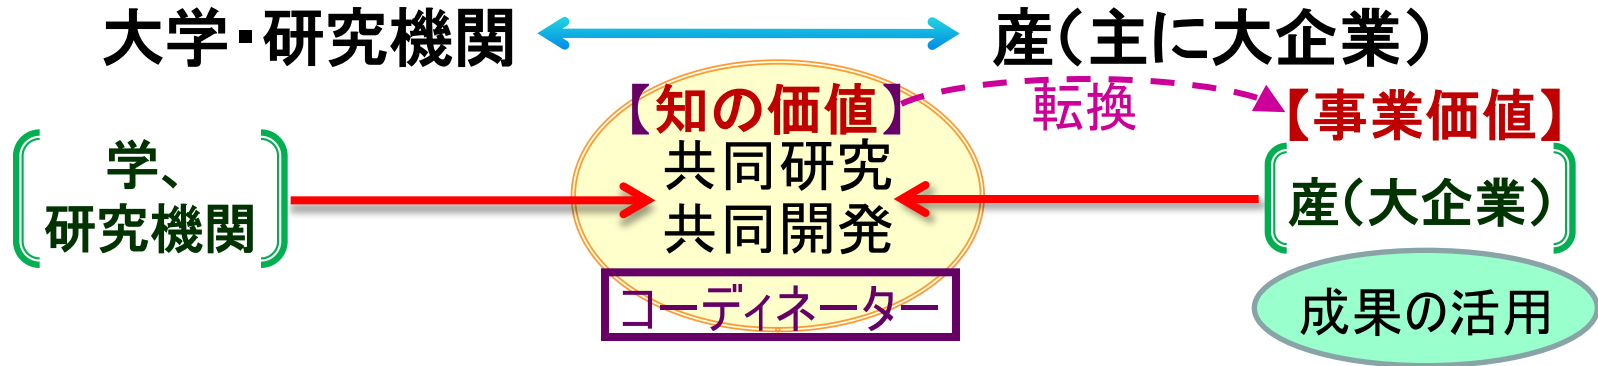 大学・研究機関
産（主に大企業）
【知の価値】
転換
【事業価値】
学、
研究機関
共同研究
共同開発
産（大企業）
コーディネーター
成果の活用